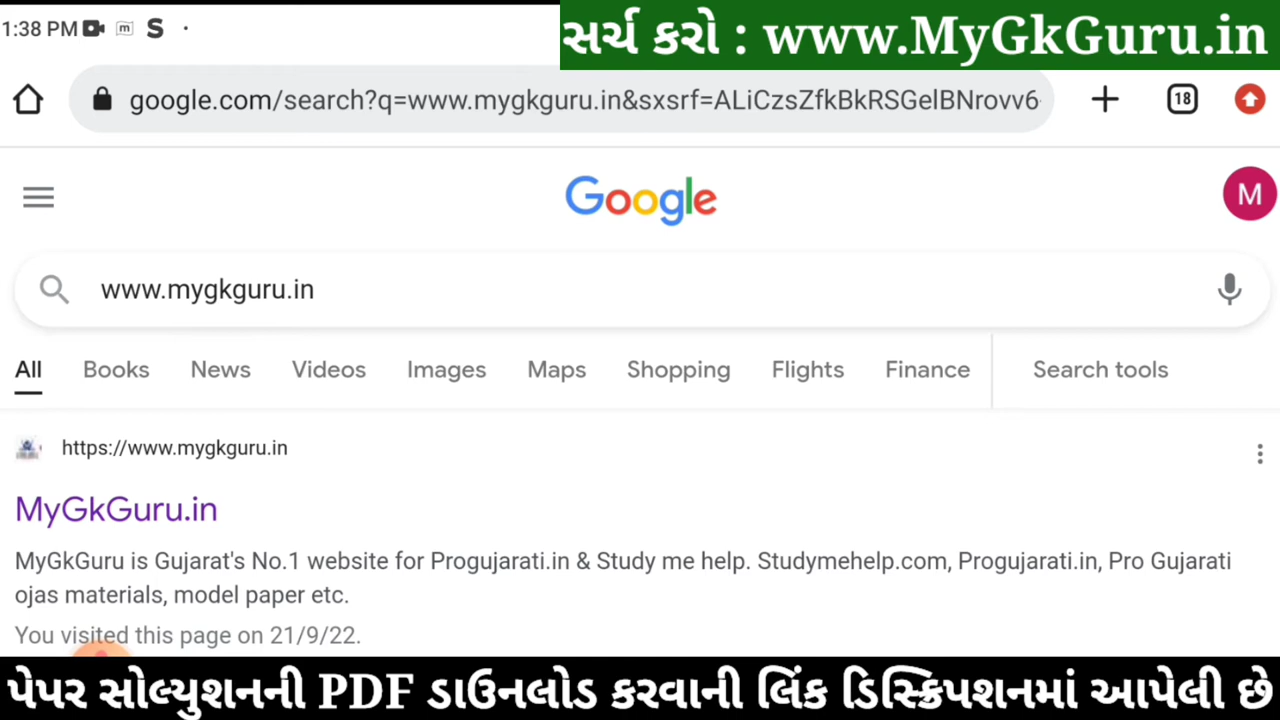 1:38 PM
સર્ચ કરો : www.MyGkGuru.in
google.com/search?q=www.mygkguru.in&sxsrf=ALiCzsZfkBkRSGelBNrovv6
18
Google
M
www.mygkguru.in
All Books News Videos Images Maps Shopping Flights Finance Search tools
https://www.mygkguru.in
MyGkGuru.in
MyGkGuru is Gujarat's No.1 website for Progujarati.in & Study me help. Studymehelp.com, Progujarati.in, Pro Gujarati
ojas materials, model paper etc.
You visited this page on 21/9/22.
પેપર સોલ્યુશનની PDF ડાઉનલોડ કરવાની લિંક ડિસ્ક્રિપશનમાં આપેલી છે